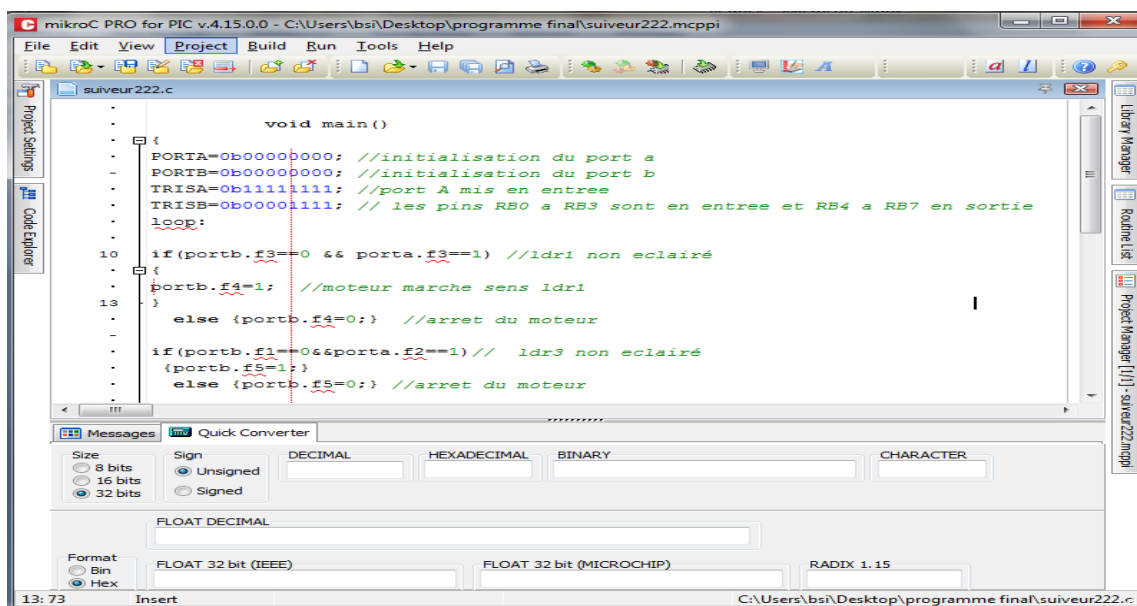 mikroC PRO for PIC v.4.15.0.0 - C:\Users\bsi\Desktop\programme final\suiveur222.mcppi
File Edit View Project Build Run Tools Help
suiveur222.c
Project Settings
Code Explorer
Library Manager
Routine List
Project Manager [1/1] - suiveur222.mcppi
void main()
{
PORTA=0b00000000; //initialisation du port a
PORTB=0b00000000; //initialisation du port b
TRISA=0b11111111; //port A mis en entree
TRISB=0b00001111; // les pins RB0 a RB3 sont en entree et RB4 a RB7 en sortie
loop:
10 if(portb.f3==0 && porta.f3==1) //ldr1 non eclairé
{
portb.f4=1; //moteur marche sens ldr1
13 }
else {portb.f4=0;} //arret du moteur
if(portb.f1==0&&porta.f2==1)// ldr3 non eclairé
{portb.f5=1;}
else {portb.f5=0;} //arret du moteur
Messages Quick Converter
Size Sign DECIMAL HEXADECIMAL BINARY CHARACTER
8 bits Unsigned
16 bits
32 bits Signed
FLOAT DECIMAL
Format
Bin FLOAT 32 bit (IEEE) FLOAT 32 bit (MICROCHIP) RADIX 1.15
Hex
13: 73 Insert C:\Users\bsi\Desktop\programme final\suiveur222.c